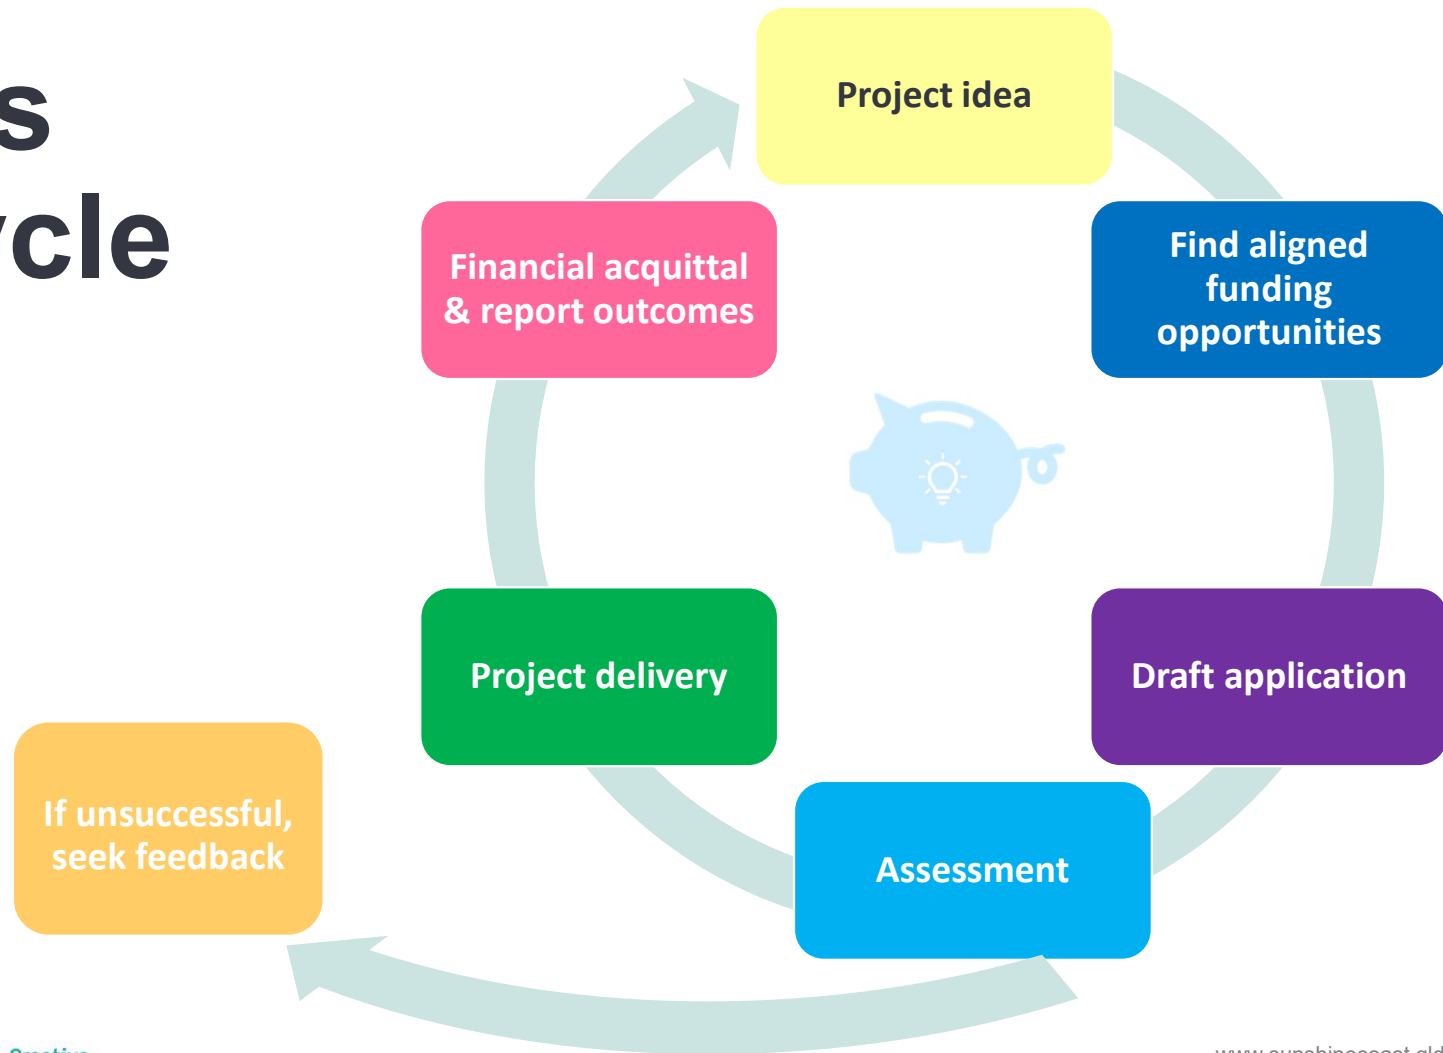 s
ycle
Project idea
Find aligned
funding
opportunities
Draft application
Assessment
Project delivery
Financial acquittal
& report outcomes
If unsuccessful,
seek feedback